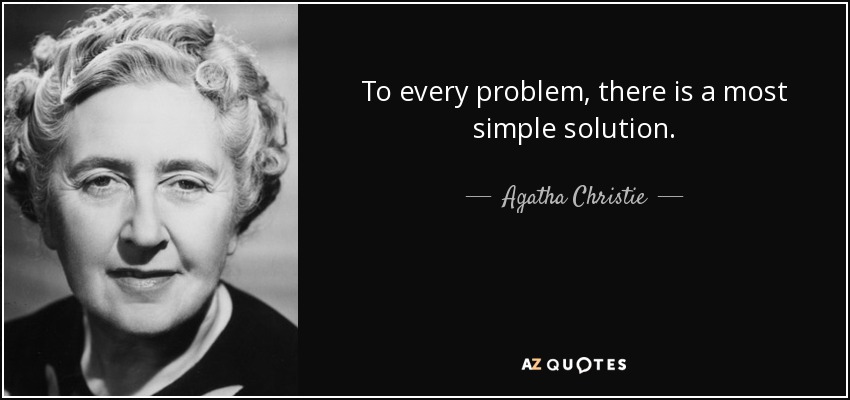 To every problem, there is a most
simple solution.
Agatha Christie
AZ QUOTES